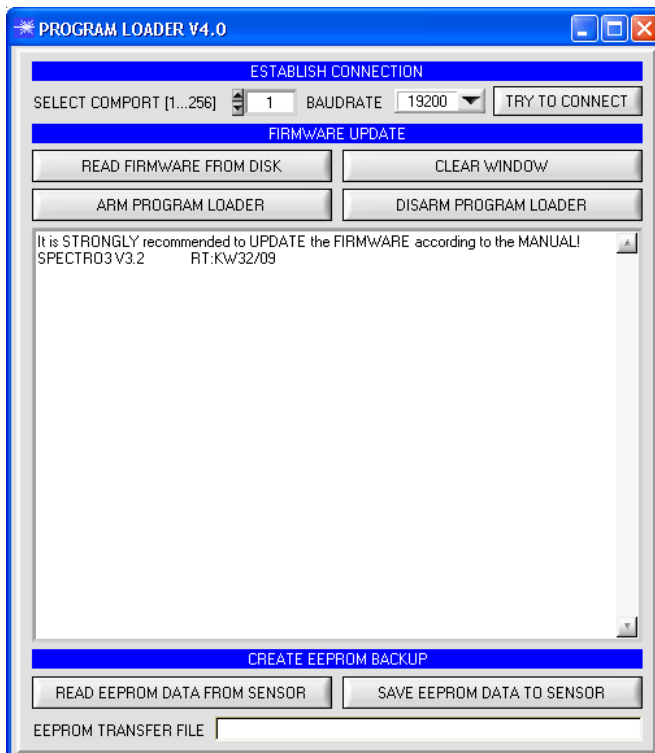 PROGRAM LOADER V4.0
ESTABLISH CONNECTION
SELECT COMPORT [1...256] 1 BAUDRATE 19200 TRY TO CONNECT
FIRMWARE UPDATE
READ FIRMWARE FROM DISK CLEAR WINDOW
ARM PROGRAM LOADER DISARM PROGRAM LOADER
It is STRONGLY recommended to UPDATE the FIRMWARE according to the MANUAL!
SPECTRO3 V3.2 RT:KW32/09
CREATE EEPROM BACKUP
READ EEPROM DATA FROM SENSOR SAVE EEPROM DATA TO SENSOR
EEPROM TRANSFER FILE